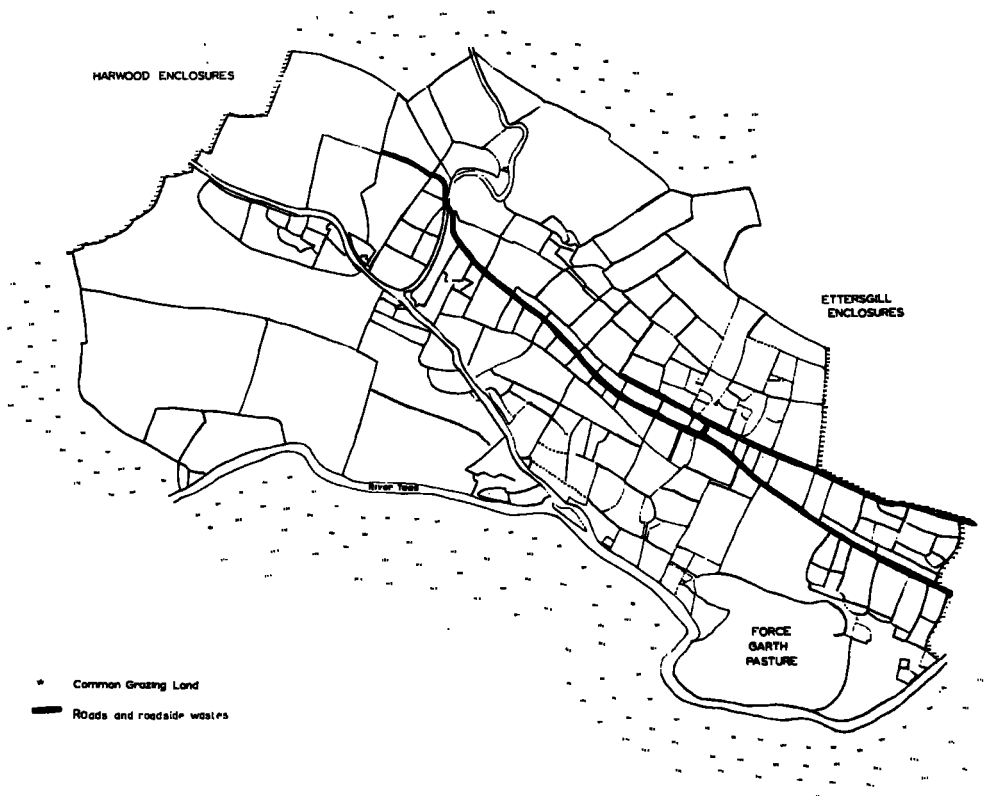 HARWOOD ENCLOSURES
ETTERSGILL
ENCLOSURES
River Tees
FORCE
GARTH
PASTURE
Common Grazing Land
Roads and roadside wastes